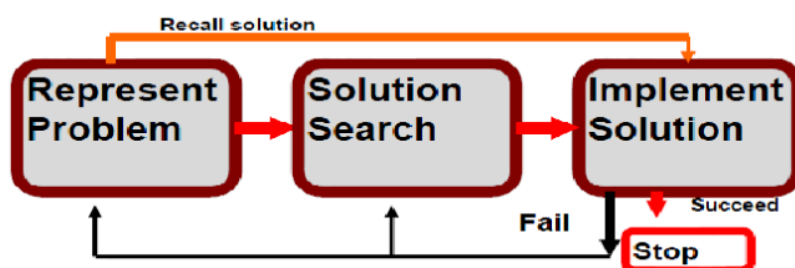 Recall solution
Represent
Problem
Solution
Search
Implement
Solution
Fail
Succeed
Stop